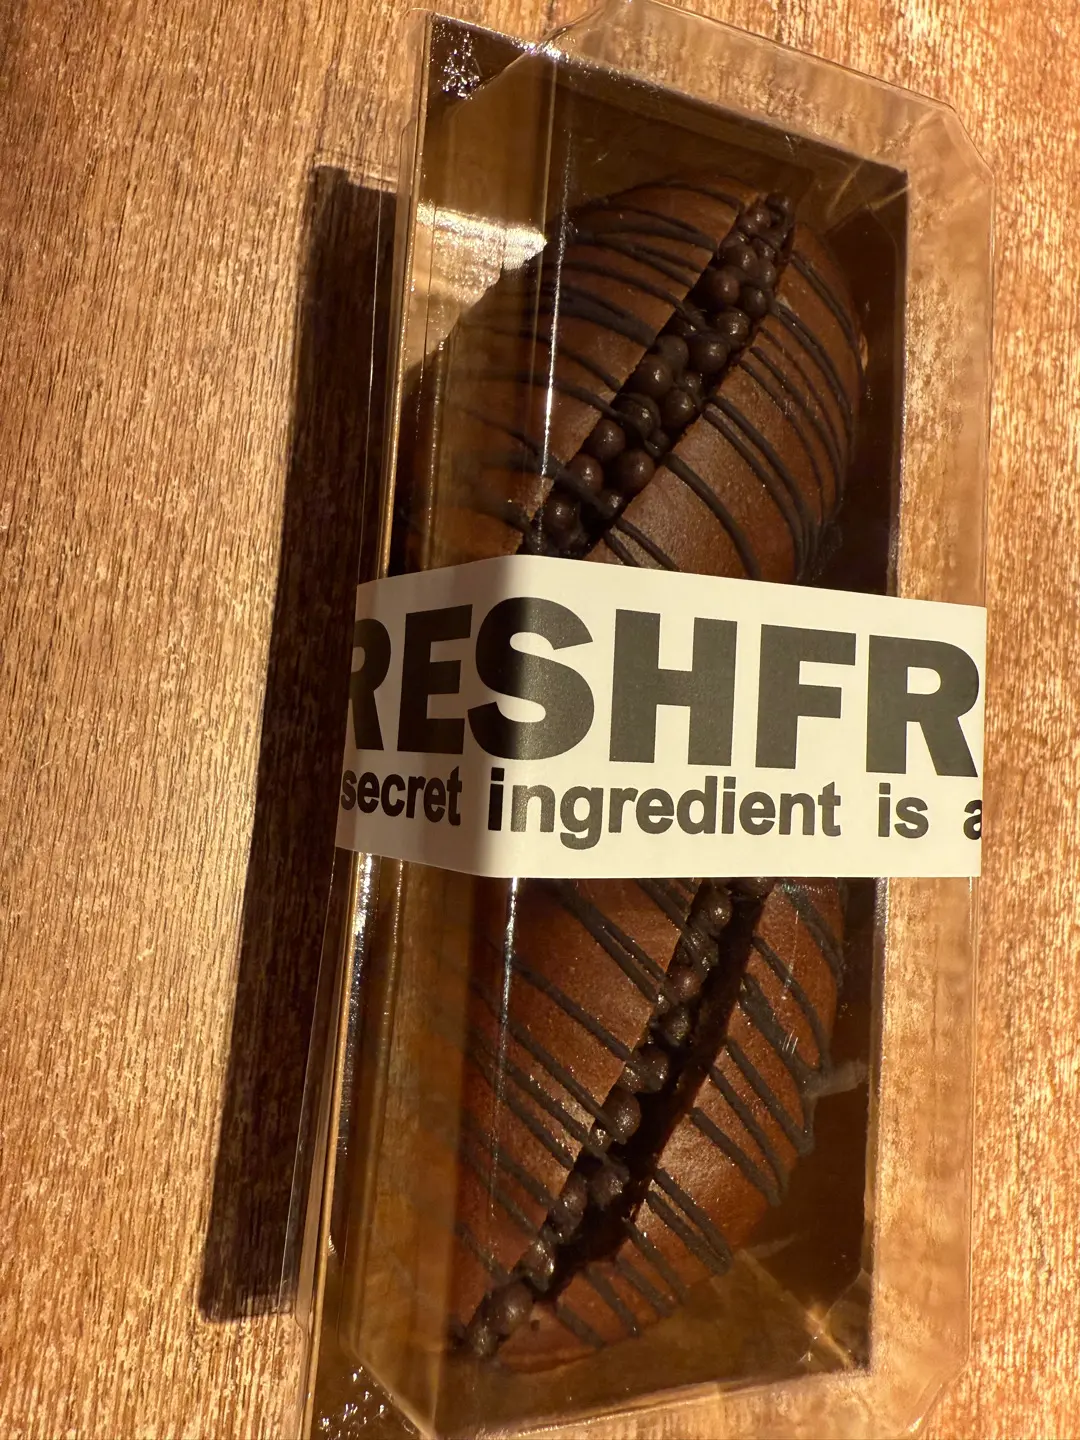 RESHFR
secret ingredient is a